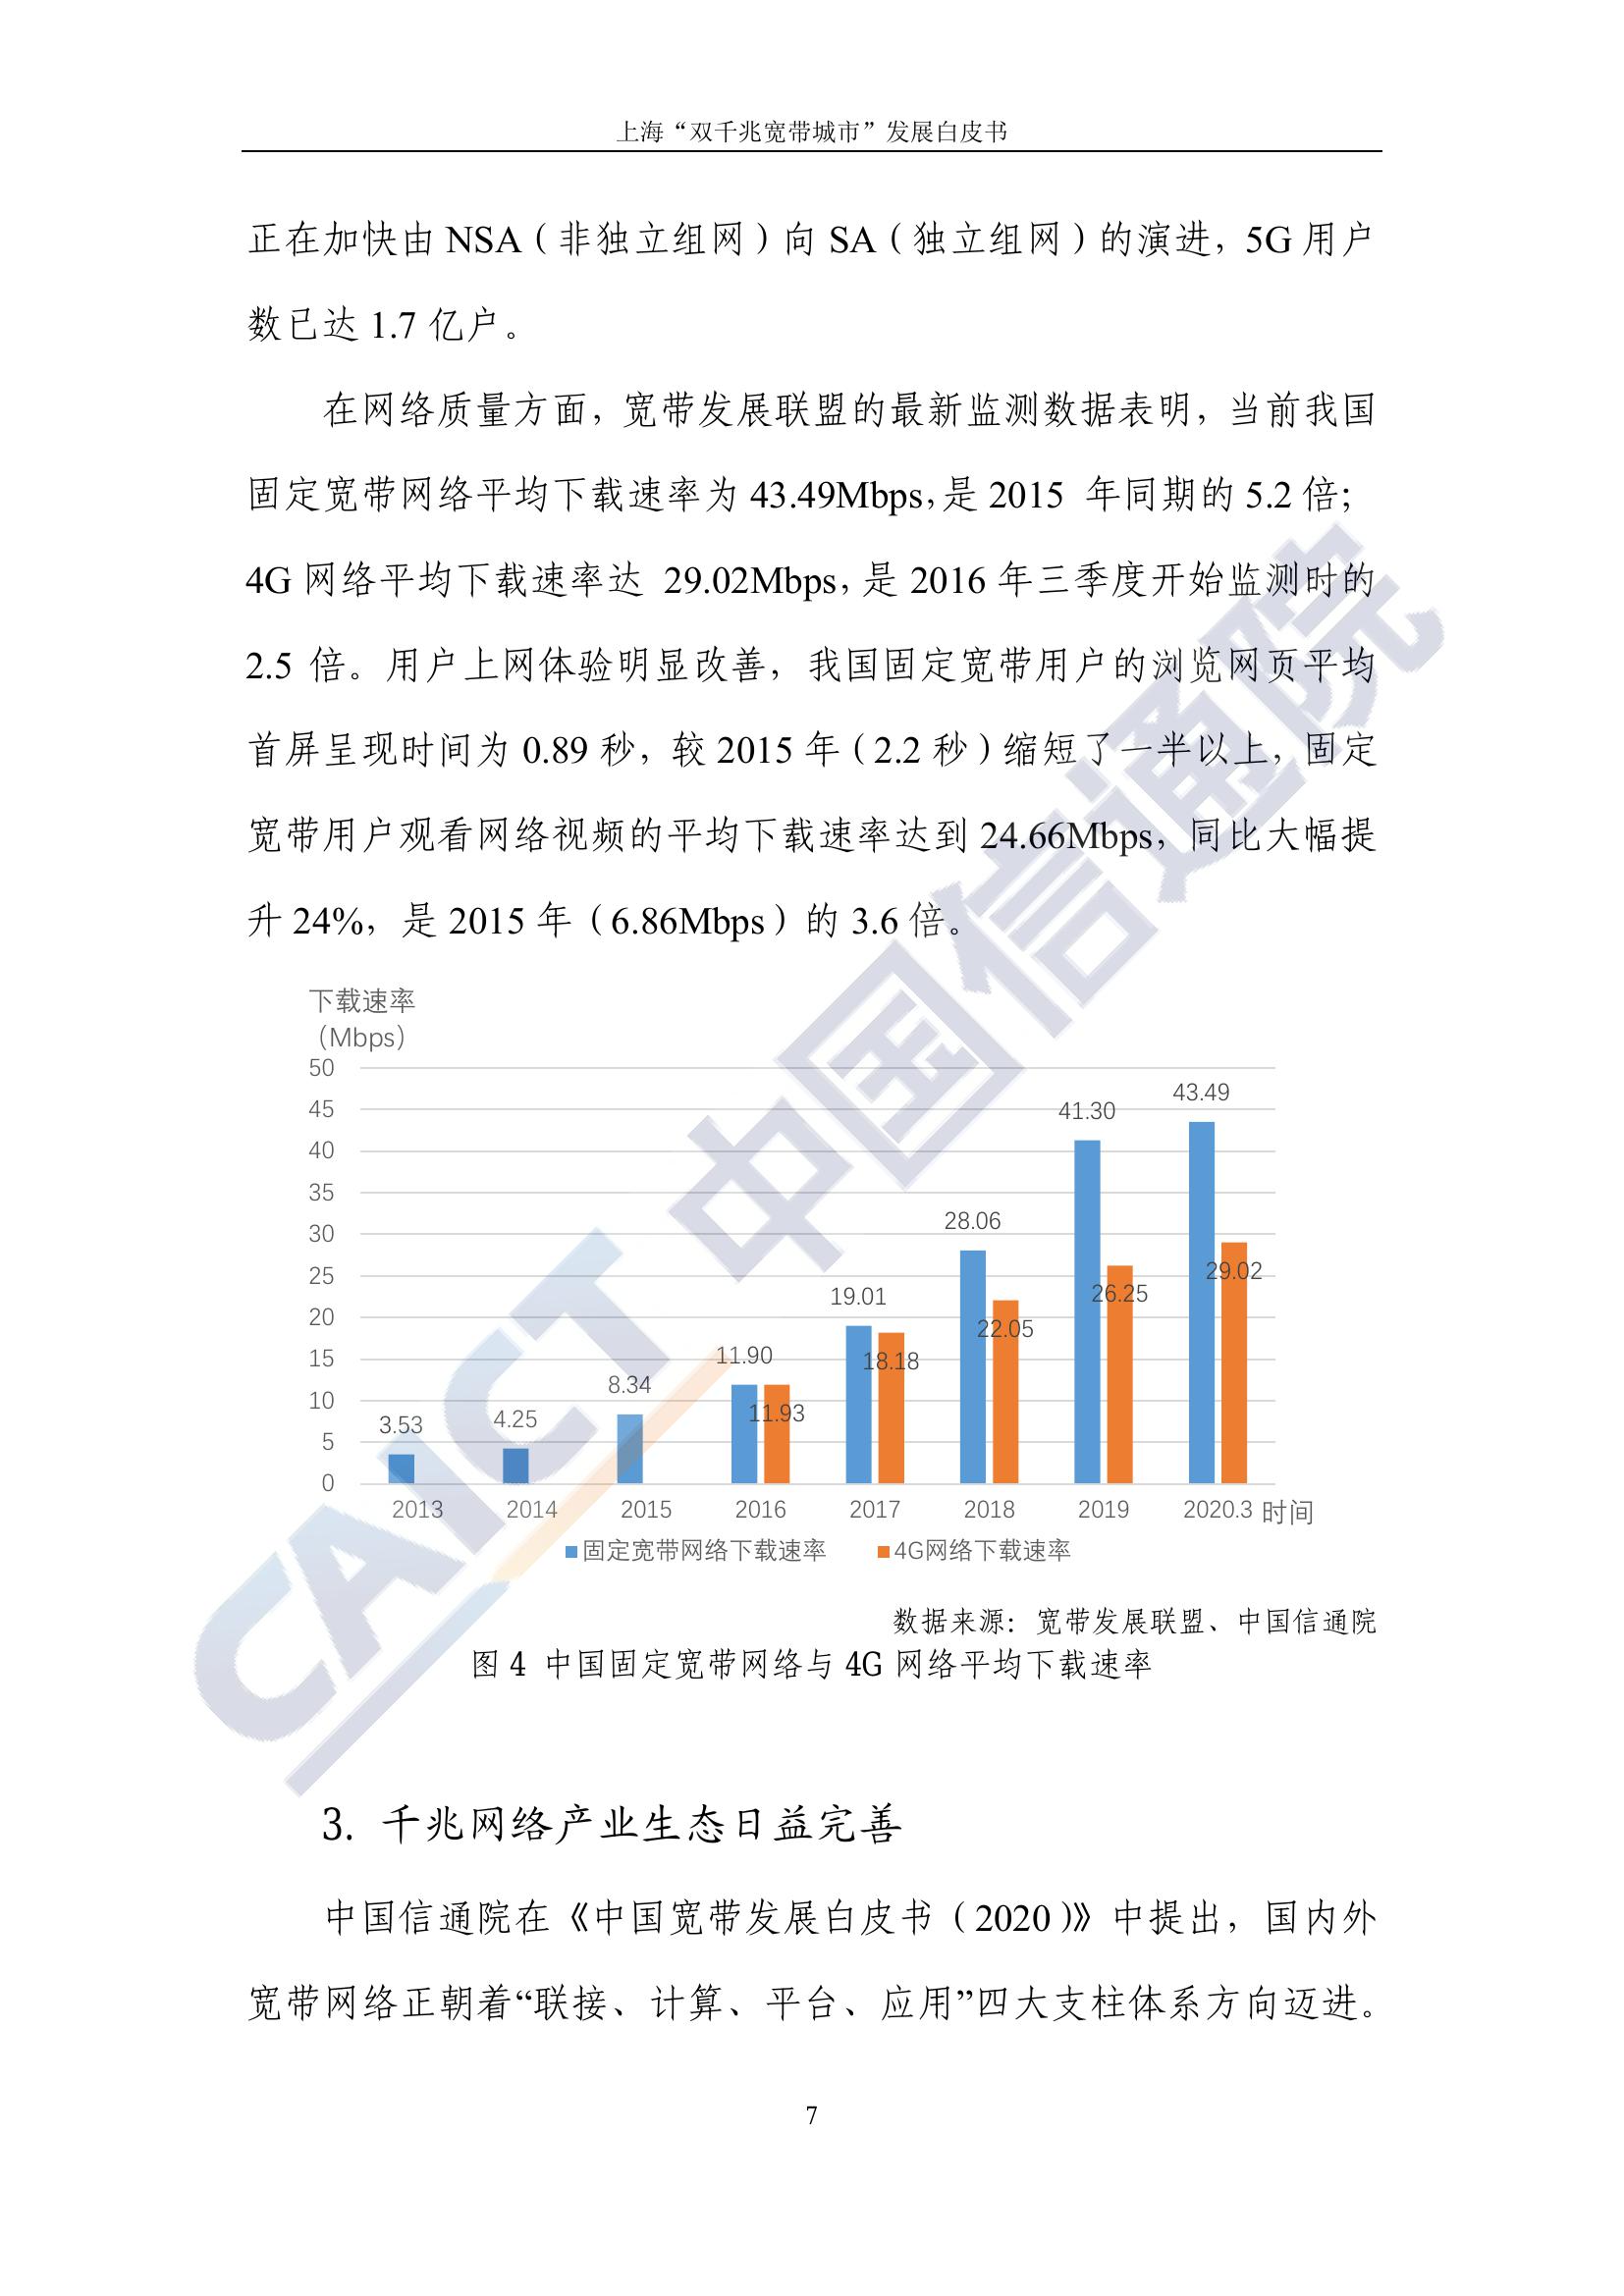 上海“双千兆宽带城市”发展白皮书
正在加快由 NSA（非独立组网）向 SA（独立组网）的演进，5G 用户
数已达 1.7 亿户。
在网络质量方面，宽带发展联盟的最新监测数据表明，当前我国
固定宽带网络平均下载速率为 43.49Mbps，是 2015 年同期的 5.2 倍；
4G 网络平均下载速率达 29.02Mbps，是 2016 年三季度开始监测时的
2.5 倍。用户上网体验明显改善，我国固定宽带用户的浏览网页平均
首屏呈现时间为 0.89 秒，较 2015 年（2.2 秒）缩短了一半以上，固定
宽带用户观看网络视频的平均下载速率达到 24.66Mbps，同比大幅提
升 24%，是 2015 年（6.86Mbps）的 3.6 倍。
下载速率
（Mbps）
50
45
40
35
30
25
20
15
10
5
0
3.53
4.25
8.34
11.90
11.93
19.01
18.18
28.06
22.05
41.30
26.25
43.49
29.02
2013 2014 2015 2016 2017 2018 2019 2020.3 时间
固定宽带网络下载速率 4G网络下载速率
数据来源：宽带发展联盟、中国信通院
图 4 中国固定宽带网络与 4G 网络平均下载速率
3. 千兆网络产业生态日益完善
中国信通院在《中国宽带发展白皮书（2020）》中提出，国内外
宽带网络正朝着“联接、计算、平台、应用”四大支柱体系方向迈进。
7
CAICT 中国信通院